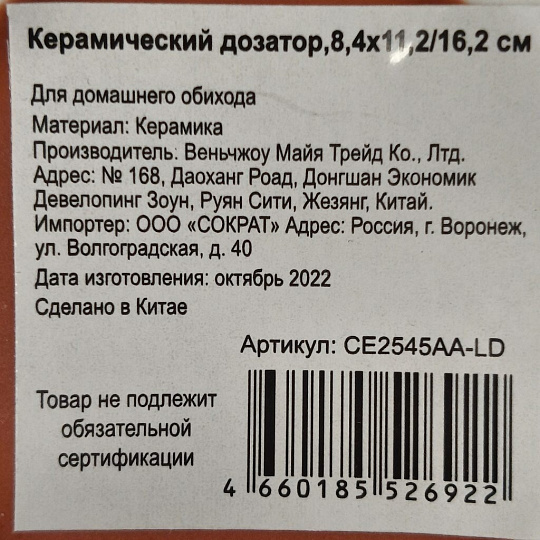 Керамический дозатор,8,4х11,2/16,2 см
Для домашнего обихода
Материал: Керамика
Производитель: Веньчжоу Майя Трейд Ко., Лтд.
Адрес: № 168, Даоханг Роад, Донгшан Экономик
Девелопинг Зоун, Руян Сити, Жезянг, Китай.
Импортер: ООО «СОКРАТ» Адрес: Россия, г. Воронеж,
ул. Волгоградская, д. 40
Дата изготовления: октябрь 2022
Сделано в Китае
Артикул: CE2545AA-LD
Товар не подлежит
обязательной
сертификации
4 660185 526922